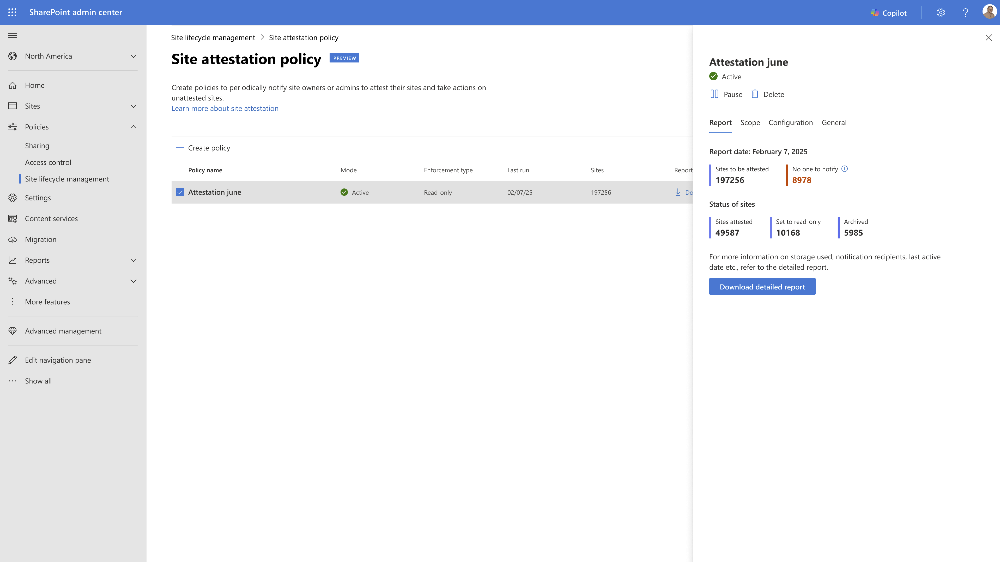 SharePoint admin center
Copilot
North America
Home
Sites
Policies
Sharing
Access control
Site lifecycle management
Settings
Content services
Migration
Reports
Advanced
More features
Advanced management
Edit navigation pane
Show all
Site lifecycle management > Site attestation policy
Site attestation policy PREVIEW
Create policies to periodically notify site owners or admins to attest their sites and take actions on
unattested sites.
Learn more about site attestation
Create policy
Policy name Mode Enforcement type Last run Sites Report
Attestation june Active Read-only 02/07/25 197256 Do
Attestation june
Active
Pause Delete
Report Scope Configuration General
Report date: February 7, 2025
Sites to be attested No one to notify
197256 8978
Status of sites
Sites attested Set to read-only Archived
49587 10168 5985
For more information on storage used, notification recipients, last active
date etc., refer to the detailed report.
Download detailed report